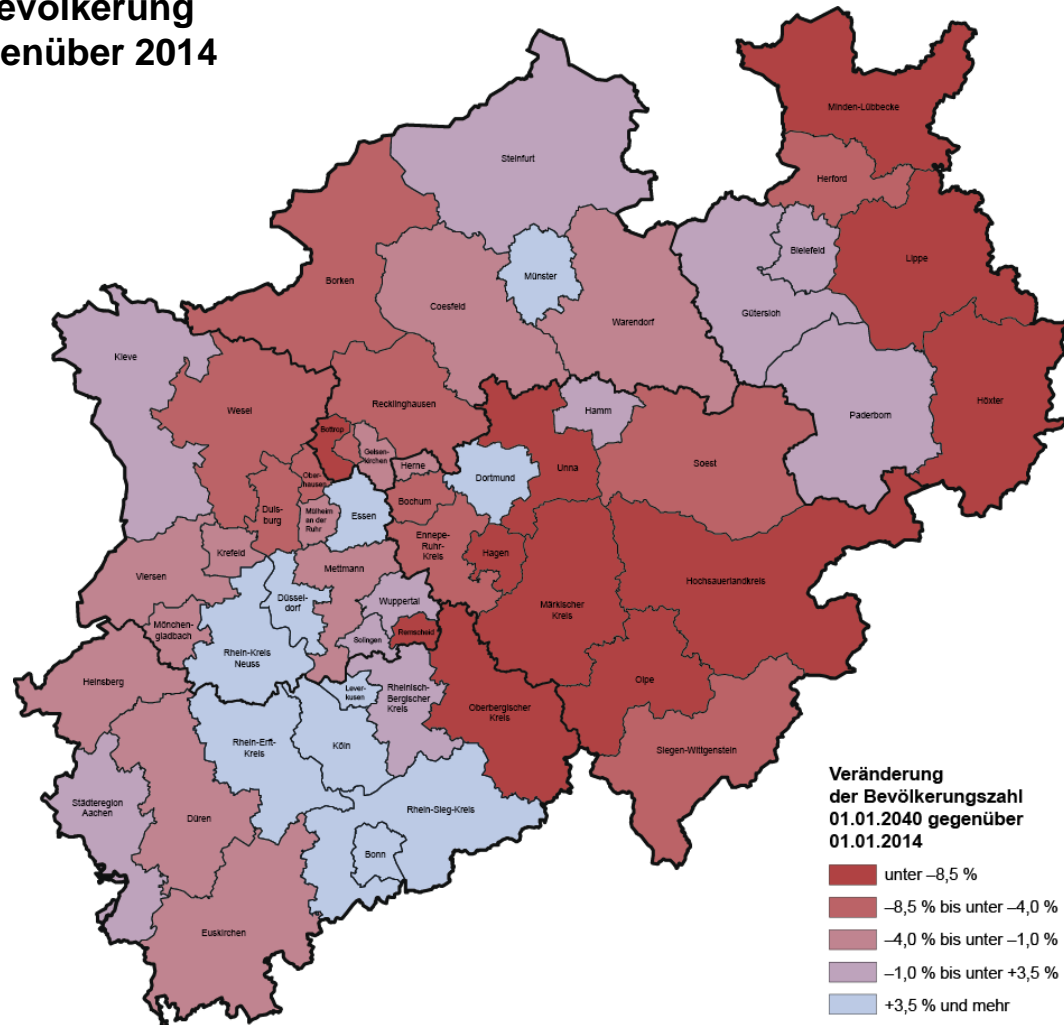 evölkerung
enüber 2014
Minden-Lübbecke
Steinfurt
Herford
Bielefeld
Lippe
Münster
Borken
Coesfeld
Warendorf
Gütersloh
Kleve
Höxter
Wesel
Recklinghausen
Hamm
Paderborn
Bottrop
Gelsen-
kirchen
Herne
Unna
Soest
Ober-
hausen
Dortmund
Duis-
burg
Mülheim
an der
Ruhr
Essen
Bochum
Ennepe-
Ruhr-
Kreis
Hagen
Krefeld
Viersen
Mettmann
Hochsauerlandkreis
Düssel-
dorf
Wuppertal
Märkischer
Kreis
Mönchen-
gladbach
Solingen
Remscheid
Rhein-Kreis
Neuss
Heinsberg
Lever-
kusen
Rheinisch-
Bergischer
Kreis
Olpe
Oberbergischer
Kreis
Rhein-Erft-
Kreis
Köln
Siegen-Wittgenstein
Städteregion
Aachen
Düren
Rhein-Sieg-Kreis
Bonn
Euskirchen
Veränderung
der Bevölkerungszahl
01.01.2040 gegenüber
01.01.2014
unter –8,5 %
–8,5 % bis unter –4,0 %
–4,0 % bis unter –1,0 %
–1,0 % bis unter +3,5 %
+3,5 % und mehr